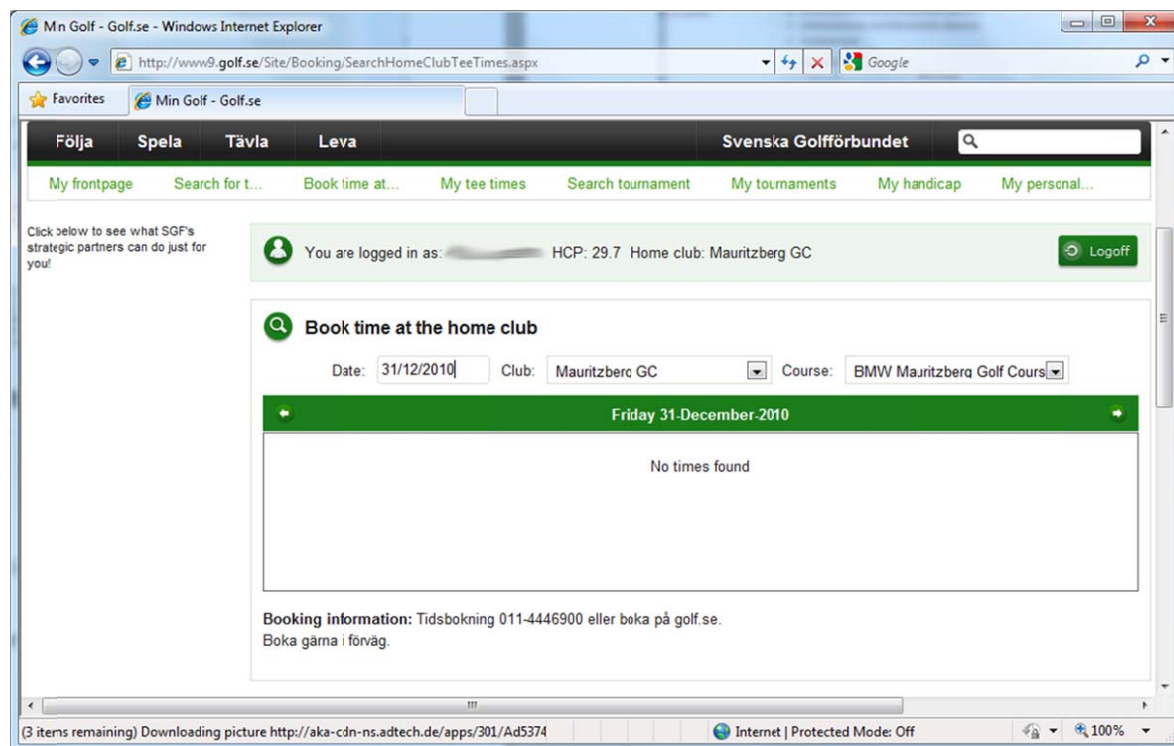 Min Golf - Golf.se - Windows Internet Explorer
http://www9.golf.se/Site/Booking/SearchHomeClubTeeTimes.aspx
Google
Favorites
Min Golf - Golf.se
Följa Spela Tävla Leva Svenska Golfförbundet
My frontpage Search for t... Book time at... My tee times Search tournament My tournaments My handicap My personal...
Click below to see what SGF's
strategic partners can do just for
you!
You are logged in as: HCP: 29.7 Home club: Mauritzberg GC
Logoff
Book time at the home club
Date: 31/12/2010 Club: Mauritzberg GC Course: BMW Mauritzberg Golf Cours
Friday 31-December-2010
No times found
Booking information: Tidsbokning 011-4446900 eller boka på golf.se.
Boka gärna i förväg.
(3 items remaining) Downloading picture http://aka-cdn-ns.adtech.de/apps/301/Ad5374
Internet | Protected Mode: Off
100%